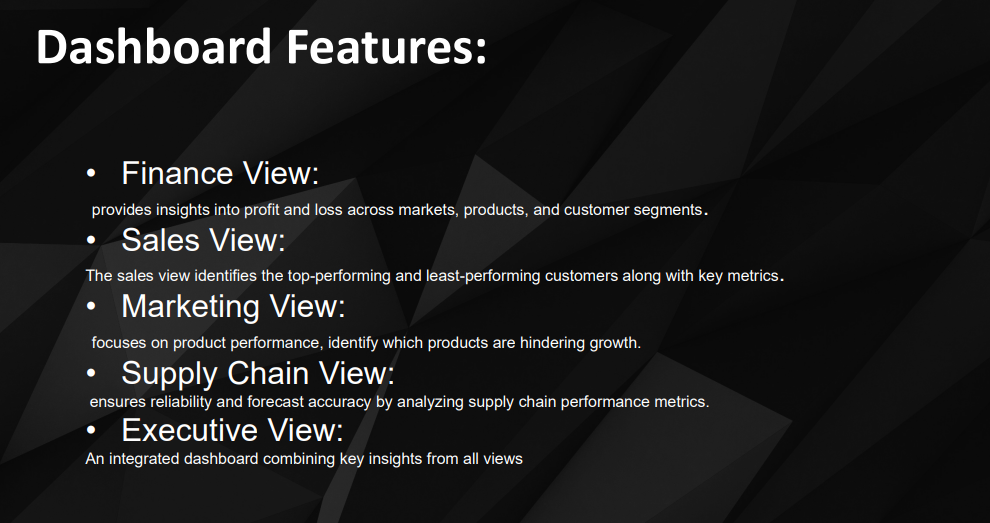 Dashboard Features:
• Finance View:
provides insights into profit and loss across markets, products, and customer segments.
• Sales View:
The sales view identifies the top-performing and least-performing customers along with key metrics.
• Marketing View:
focuses on product performance, identify which products are hindering growth.
• Supply Chain View:
ensures reliability and forecast accuracy by analyzing supply chain performance metrics.
• Executive View:
An integrated dashboard combining key insights from all views